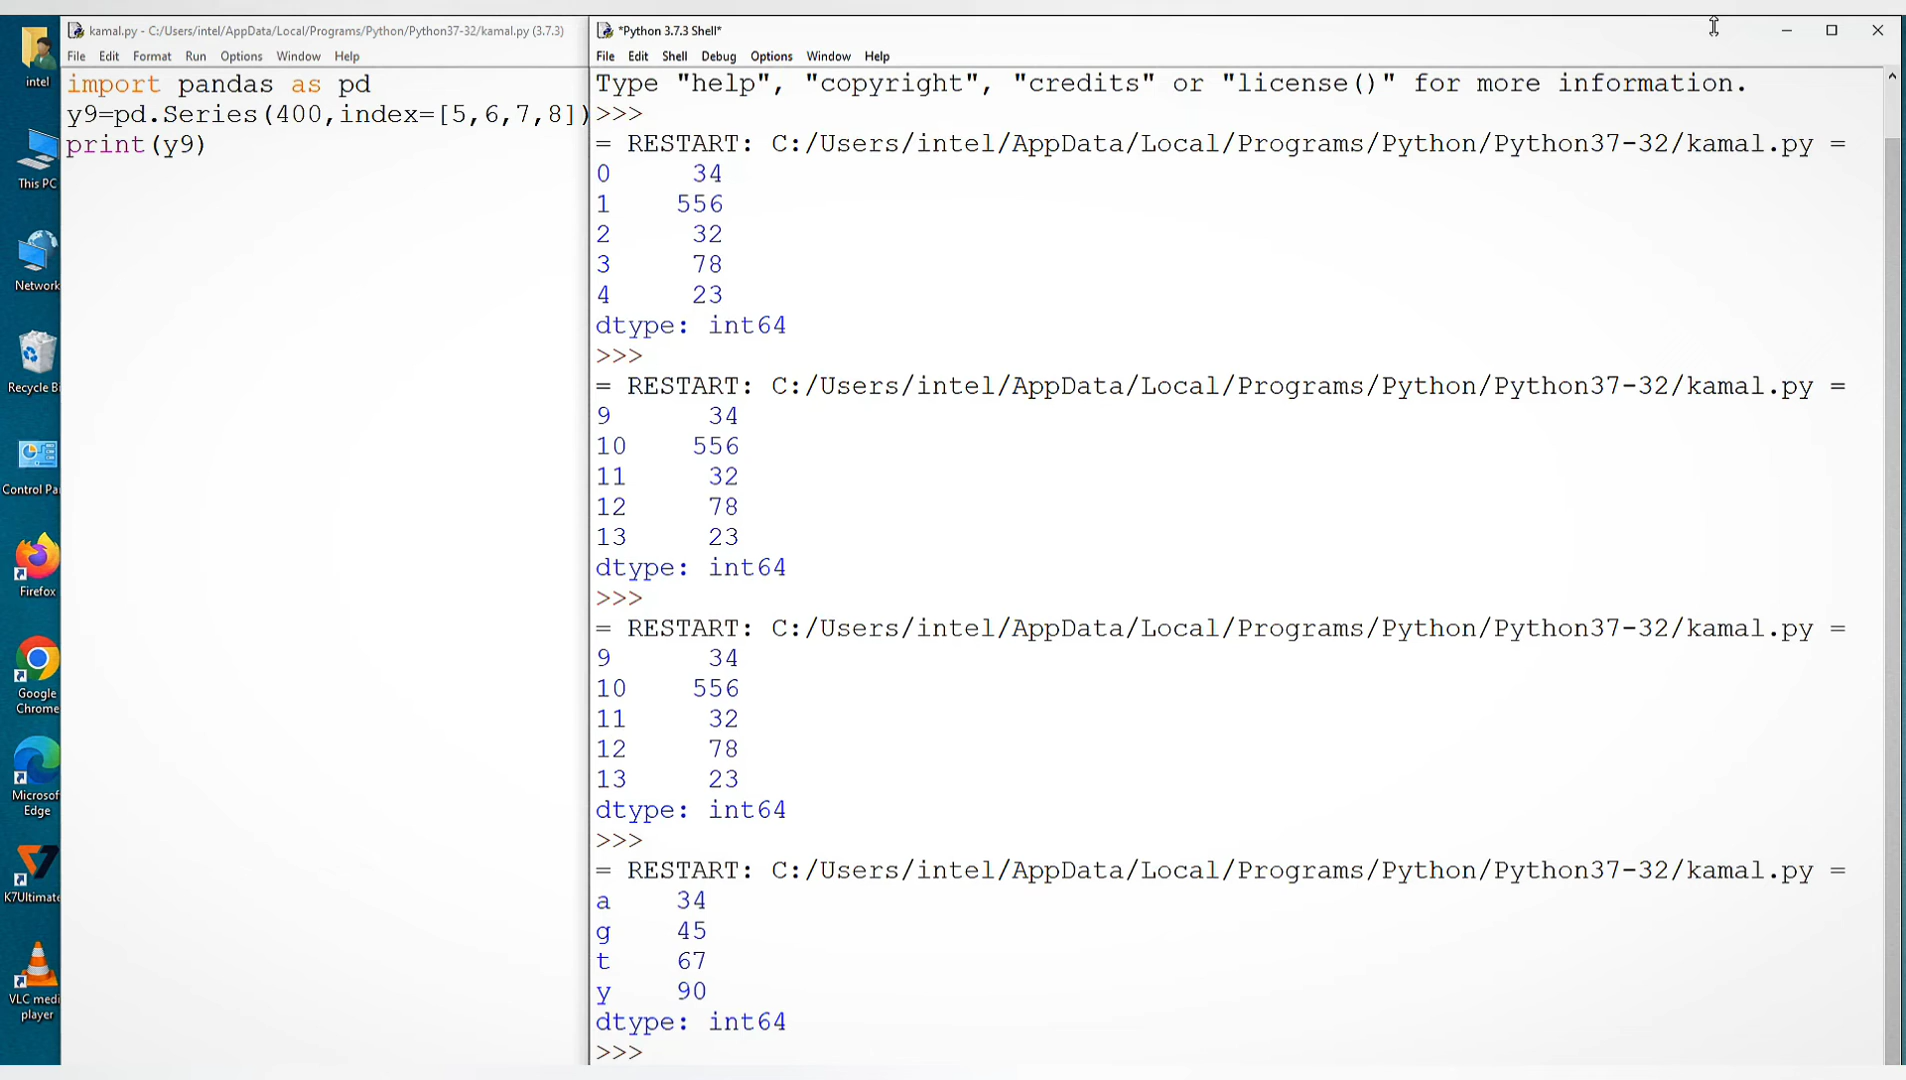 intel
This PC
Network
Recycle Bi
Control Pa
Firefox
Google
Chrome
Microsof
Edge
K7Ultimate
VLC medi
player
kamal.py - C:/Users/intel/AppData/Local/Programs/Python/Python37-32/kamal.py (3.7.3)
File Edit Format Run Options Window Help
import pandas as pd
y9=pd.Series(400,index=[5,6,7,8])
print(y9)
*Python 3.7.3 Shell*
File Edit Shell Debug Options Window Help
Type "help", "copyright", "credits" or "license()" for more information.
>>>
= RESTART: C:/Users/intel/AppData/Local/Programs/Python/Python37-32/kamal.py =
0 34
1 556
2 32
3 78
4 23
dtype: int64
>>>
= RESTART: C:/Users/intel/AppData/Local/Programs/Python/Python37-32/kamal.py =
9 34
10 556
11 32
12 78
13 23
dtype: int64
>>>
= RESTART: C:/Users/intel/AppData/Local/Programs/Python/Python37-32/kamal.py =
9 34
10 556
11 32
12 78
13 23
dtype: int64
>>>
= RESTART: C:/Users/intel/AppData/Local/Programs/Python/Python37-32/kamal.py =
a 34
g 45
t 67
y 90
dtype: int64
>>>